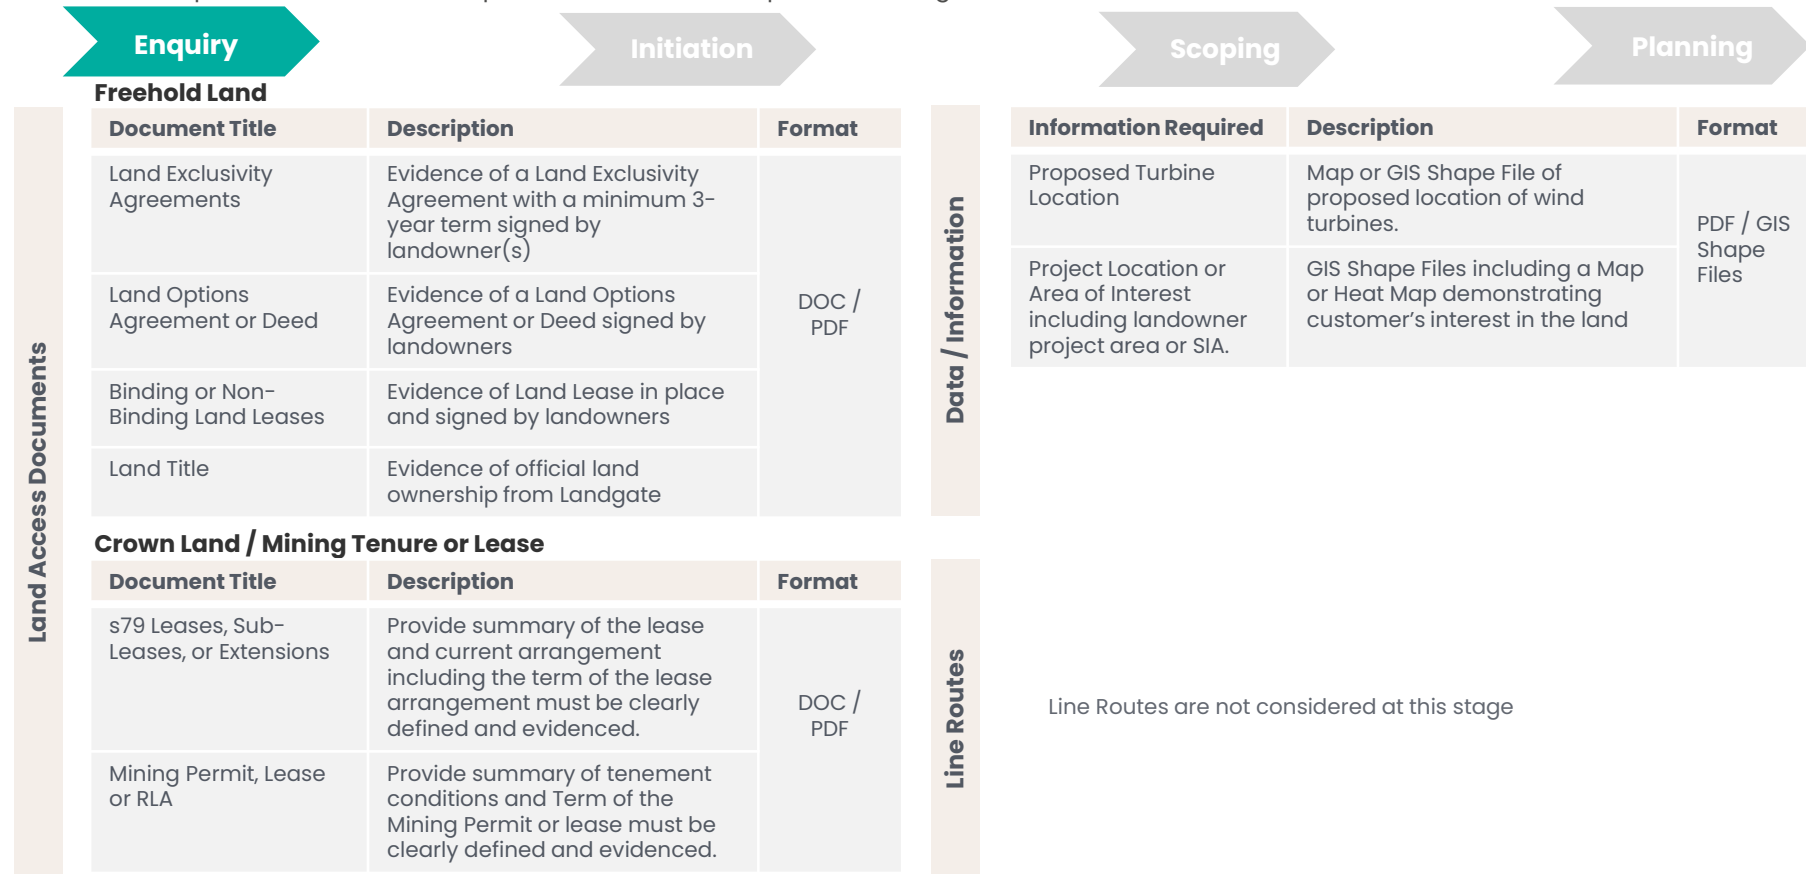 Enquiry
Initiation
Scoping
Planning
Freehold Land
Land Access Documents
Document Title
Description
Format
Land Exclusivity
Agreements
Evidence of a Land Exclusivity
Agreement with a minimum 3-
year term signed by
landowner(s)
DOC /
PDF
Land Options
Agreement or Deed
Evidence of a Land Options
Agreement or Deed signed by
landowners
Binding or Non-
Binding Land Leases
Evidence of Land Lease in place
and signed by landowners
Land Title
Evidence of official land
ownership from Landgate
Crown Land / Mining Tenure or Lease
Document Title
Description
Format
s79 Leases, Sub-
Leases, or Extensions
Provide summary of the lease
and current arrangement
including the term of the lease
arrangement must be clearly
defined and evidenced.
DOC /
PDF
Mining Permit, Lease
or RLA
Provide summary of tenement
conditions and Term of the
Mining Permit or lease must be
clearly defined and evidenced.
Data / Information
Information Required
Description
Format
Proposed Turbine
Location
Map or GIS Shape File of
proposed location of wind
turbines.
PDF / GIS
Shape
Files
Project Location or
Area of Interest
including landowner
project area or SIA.
GIS Shape Files including a Map
or Heat Map demonstrating
customer's interest in the land
Line Routes
Line Routes are not considered at this stage